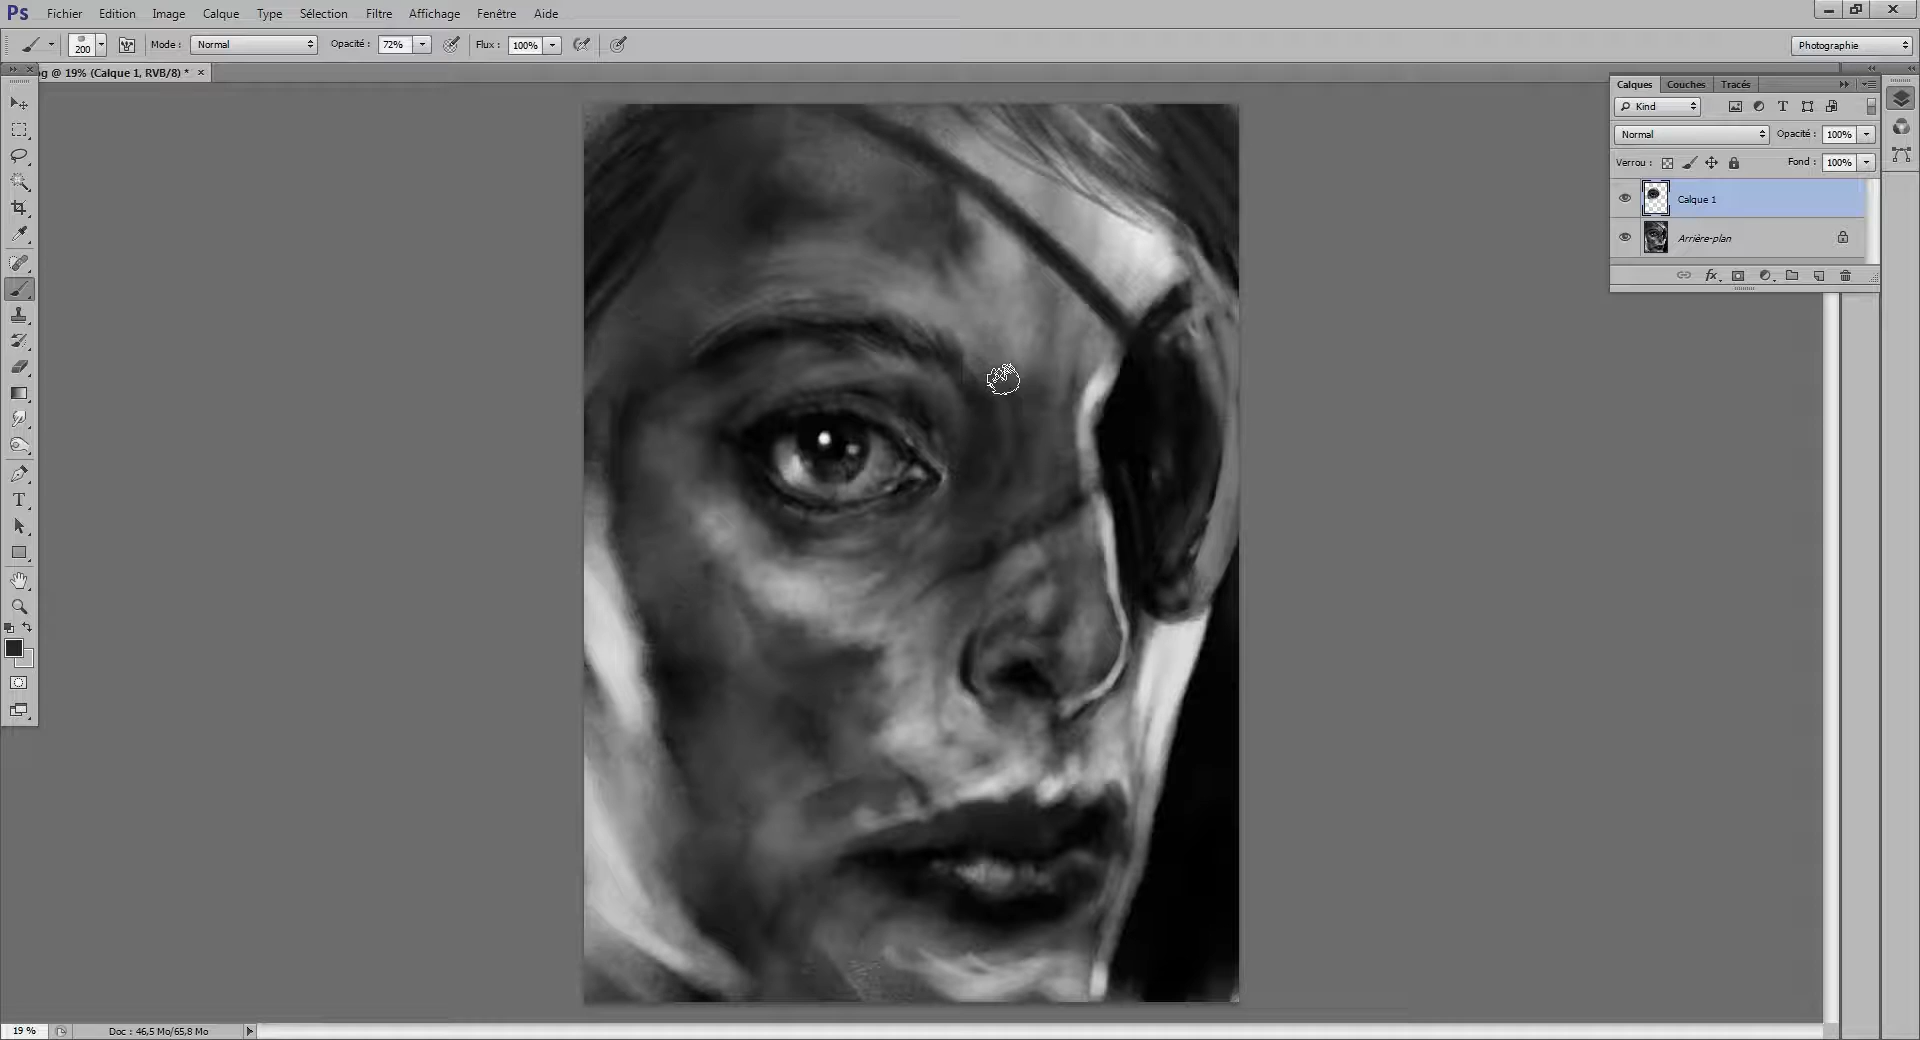 Ps Fichier Edition Image Calque Type Sélection Filtre Affichage Fenêtre Aide
200 Mode : Normal Opacité : 72% Flux : 100% Photographie
g @ 19% (Calque 1, RVB/8) * ×
Calques Couches Tracés
Kind
Normal Opacité : 100%
Verrou : Fond : 100%
Calque 1
Arrière-plan
fx
T
19 % Doc : 46,5 Mo/65,8 Mo